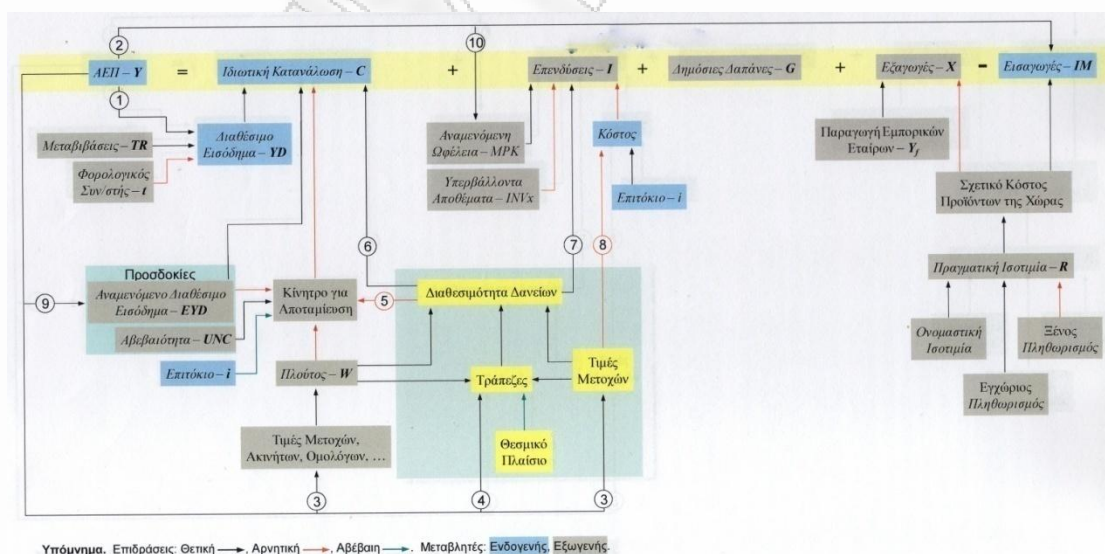 2
10
ΑΕΠ – Y = Ιδιωτική Κατανάλωση – C + Επενδύσεις – I + Δημόσιες Δαπάνες – G + Εξαγωγές – X - Εισαγωγές – IM
1
Μεταβιβάσεις – TR
Φορολογικός
Συν/στής – t
Διαθέσιμο
Εισόδημα – YD
Αναμενόμενη
Ωφέλεια – MPK
Υπερβάλλοντα
Αποθέματα – INVx
Κόστος
Επιτόκιο – i
Παραγωγή Εμπορικών
Εταίρων – Yf
Σχετικό Κόστος
Προϊόντων της Χώρας
6
7
8
9
Προσδοκίες
Αναμενόμενο Διαθέσιμο
Εισόδημα – EYD
Αβεβαιότητα – UNC
Επιτόκιο – i
Κίνητρο για
Αποταμίευση
5
Διαθεσιμότητα Δανείων
Πραγματική Ισοτιμία – R
Ονομαστική
Ισοτιμία
Ξένος
Πληθωρισμός
Εγχώριος
Πληθωρισμός
Πλούτος – W
Τράπεζες
Τιμές
Μετοχών
Θεσμικό
Πλαίσιο
Τιμές Μετοχών,
Ακινήτων, Ομολόγων, …
3
4
3
Υπόμνημα. Επιδράσεις: Θετική , Αρνητική , Αβέβαιη . Μεταβλητές: Ενδογενής, Εξωγενής.